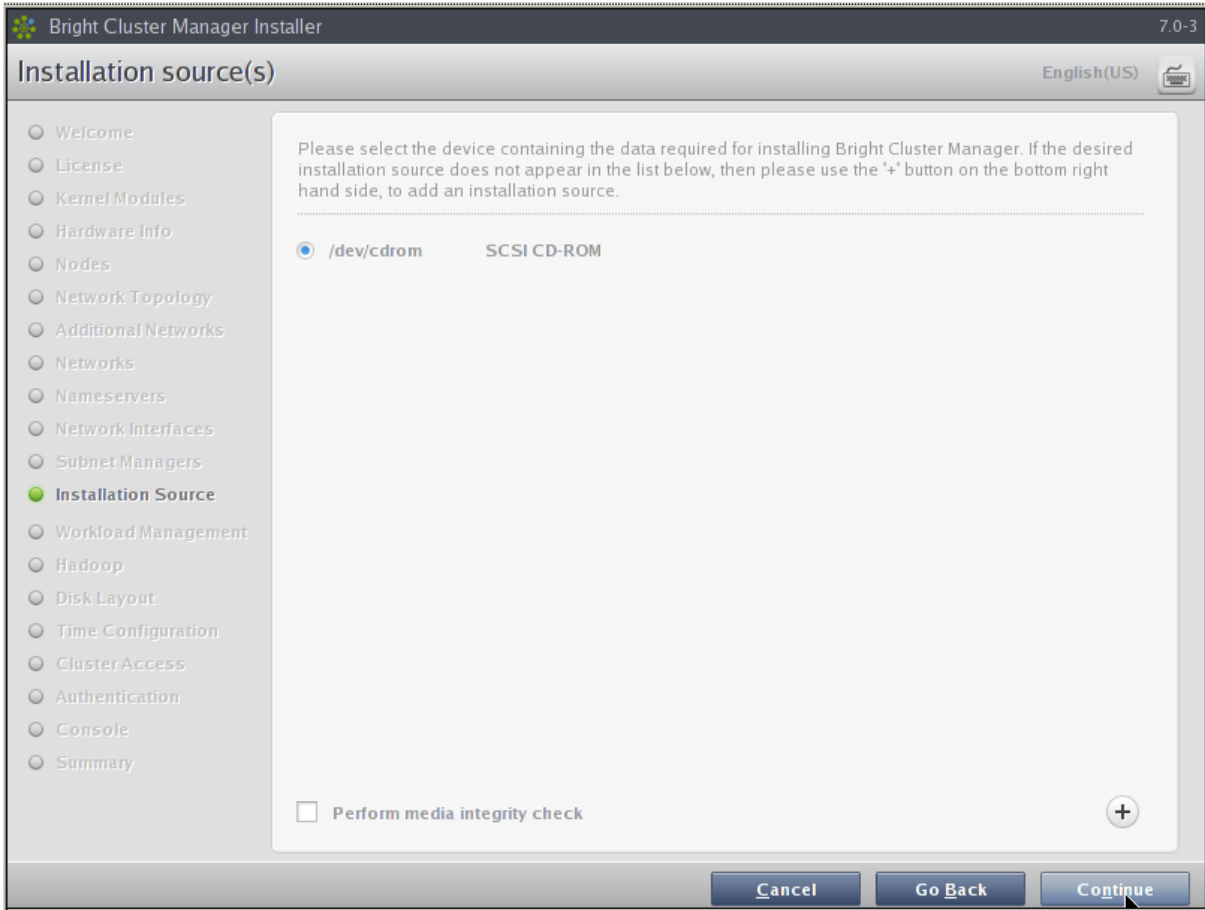 Bright Cluster Manager Installer 7.0-3
Installation source(s) English(US)
Welcome
License
Kernel Modules
Hardware Info
Nodes
Network Topology
Additional Networks
Networks
Nameservers
Network Interfaces
Subnet Managers
Installation Source
Workload Management
Hadoop
Disk Layout
Time Configuration
Cluster Access
Authentication
Console
Summary
Please select the device containing the data required for installing Bright Cluster Manager. If the desired
installation source does not appear in the list below, then please use the '+' button on the bottom right
hand side, to add an installation source.
/dev/cdrom SCSI CD-ROM
Perform media integrity check +
Cancel Go Back Continue